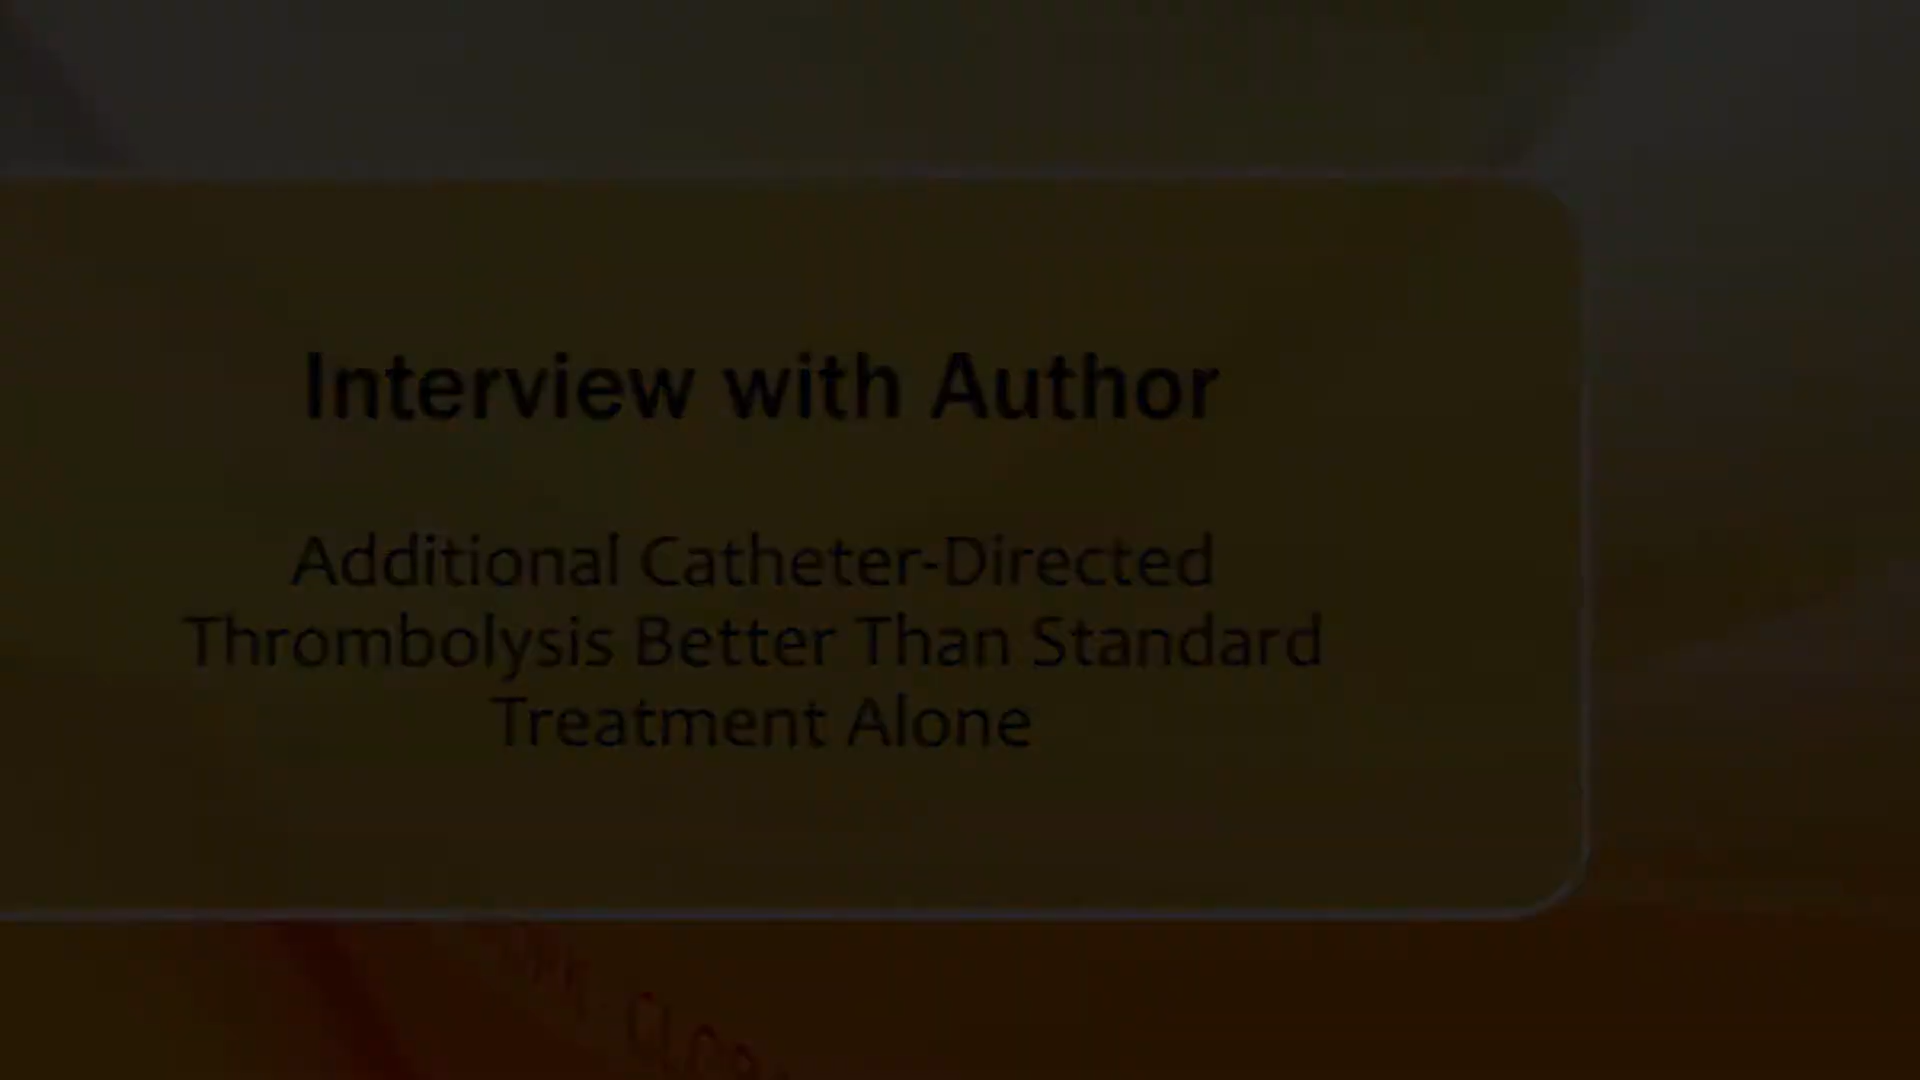 Interview with Author
Additional Catheter-Directed
Thrombolysis Better Than Standard
Treatment Alone